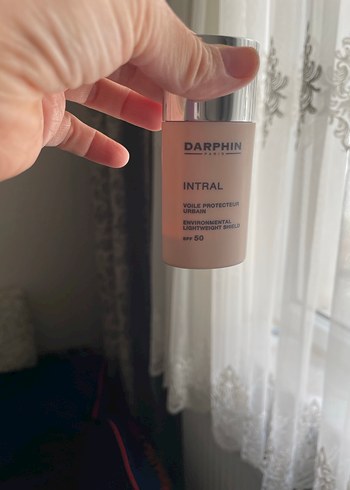 DARPHIN
PARIS
INTRAL
VOILE PROTECTEUR
URBAIN
ENVIRONMENTAL
LIGHTWEIGHT SHIELD
SPF 50